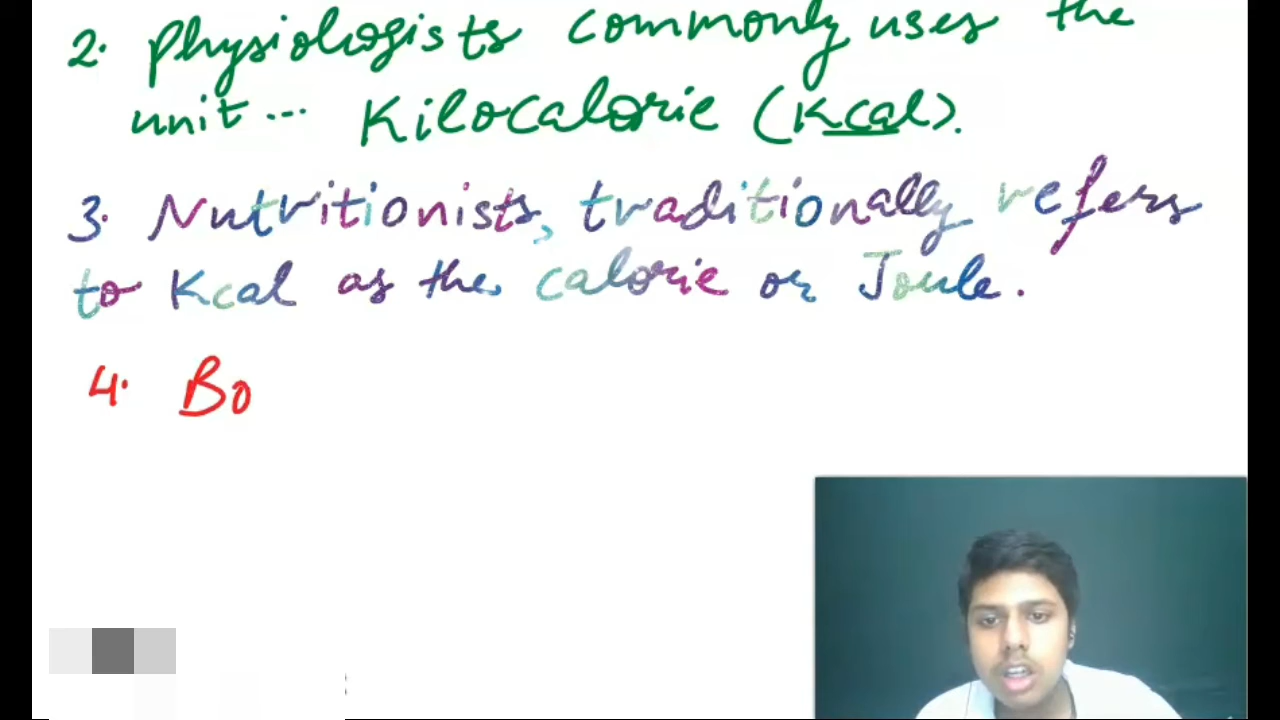 2. Physiologists commonly uses the
unit... Kilocalorie (Kcal).
3. Nutritionists, traditionally refers
to Kcal as the calorie or Joule.
4. Bo